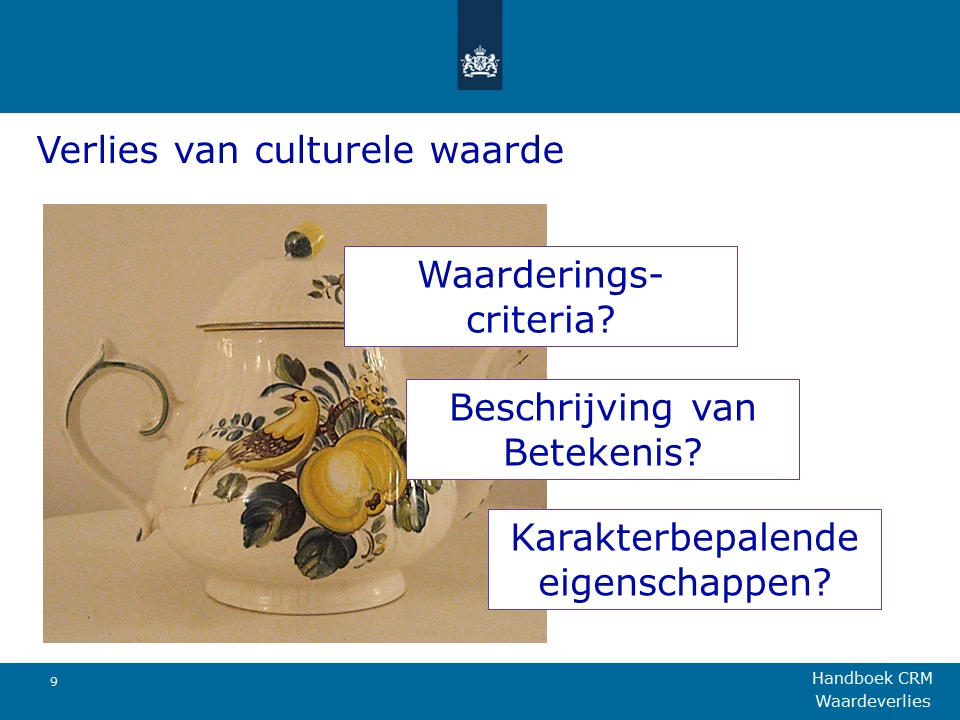 Verlies van culturele waarde
Waarderings-
criteria?
Beschrijving van
Betekenis?
Karakterbepalende
eigenschappen?
9
Handboek CRM
Waardeverlies